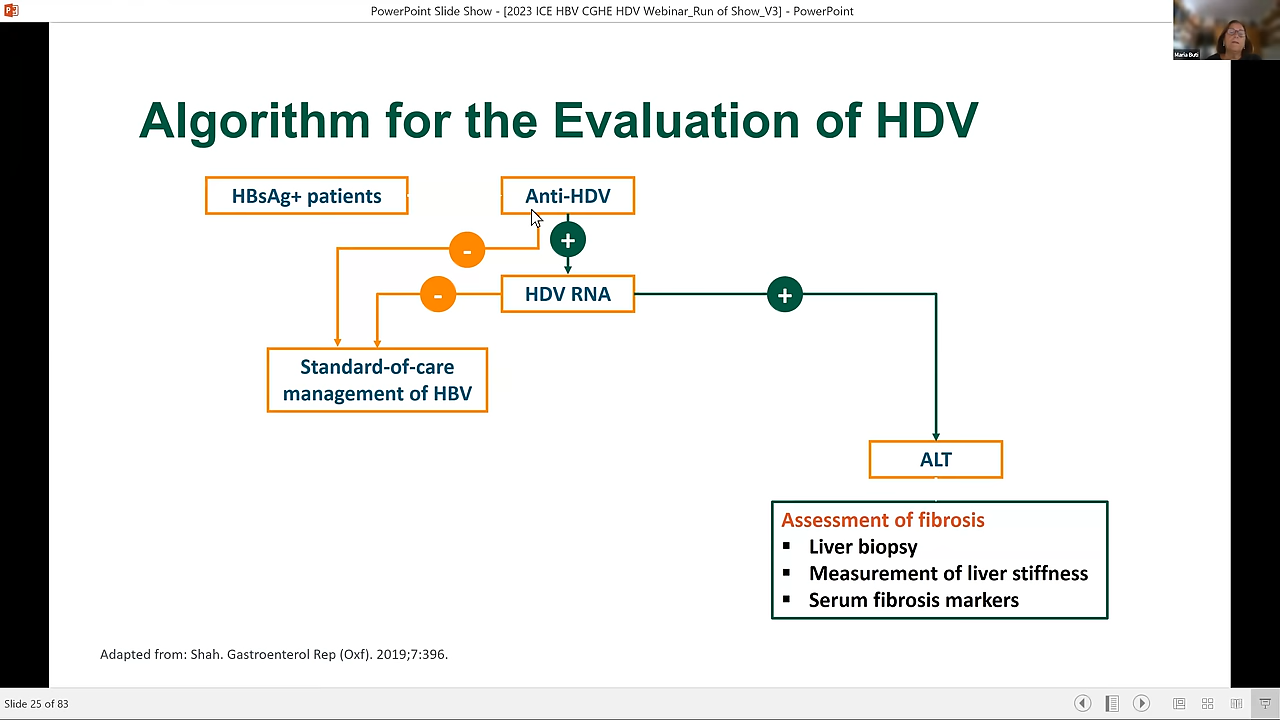 PowerPoint Slide Show - [2023 ICE HBV CGHE HDV Webinar_Run of Show_V3] - PowerPoint
Maria Buti
Algorithm for the Evaluation of HDV
HBsAg+ patients
Anti-HDV
-
+
-
HDV RNA
+
Standard-of-care
management of HBV
ALT
Assessment of fibrosis
▪ Liver biopsy
▪ Measurement of liver stiffness
▪ Serum fibrosis markers
Adapted from: Shah. Gastroenterol Rep (Oxf). 2019;7:396.
Slide 25 of 83